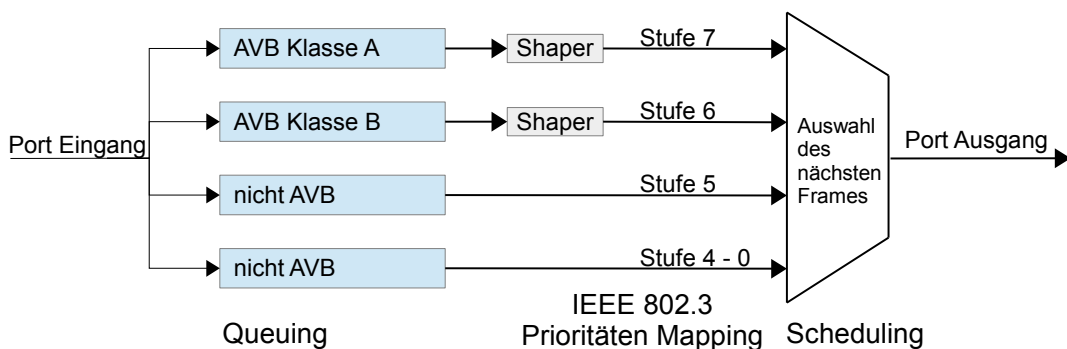 Port Eingang
AVB Klasse A
Shaper
Stufe 7
AVB Klasse B
Shaper
Stufe 6
nicht AVB
Stufe 5
nicht AVB
Stufe 4 - 0
Auswahl
des
nächsten
Frames
Port Ausgang
Queuing
IEEE 802.3
Prioritäten Mapping
Scheduling